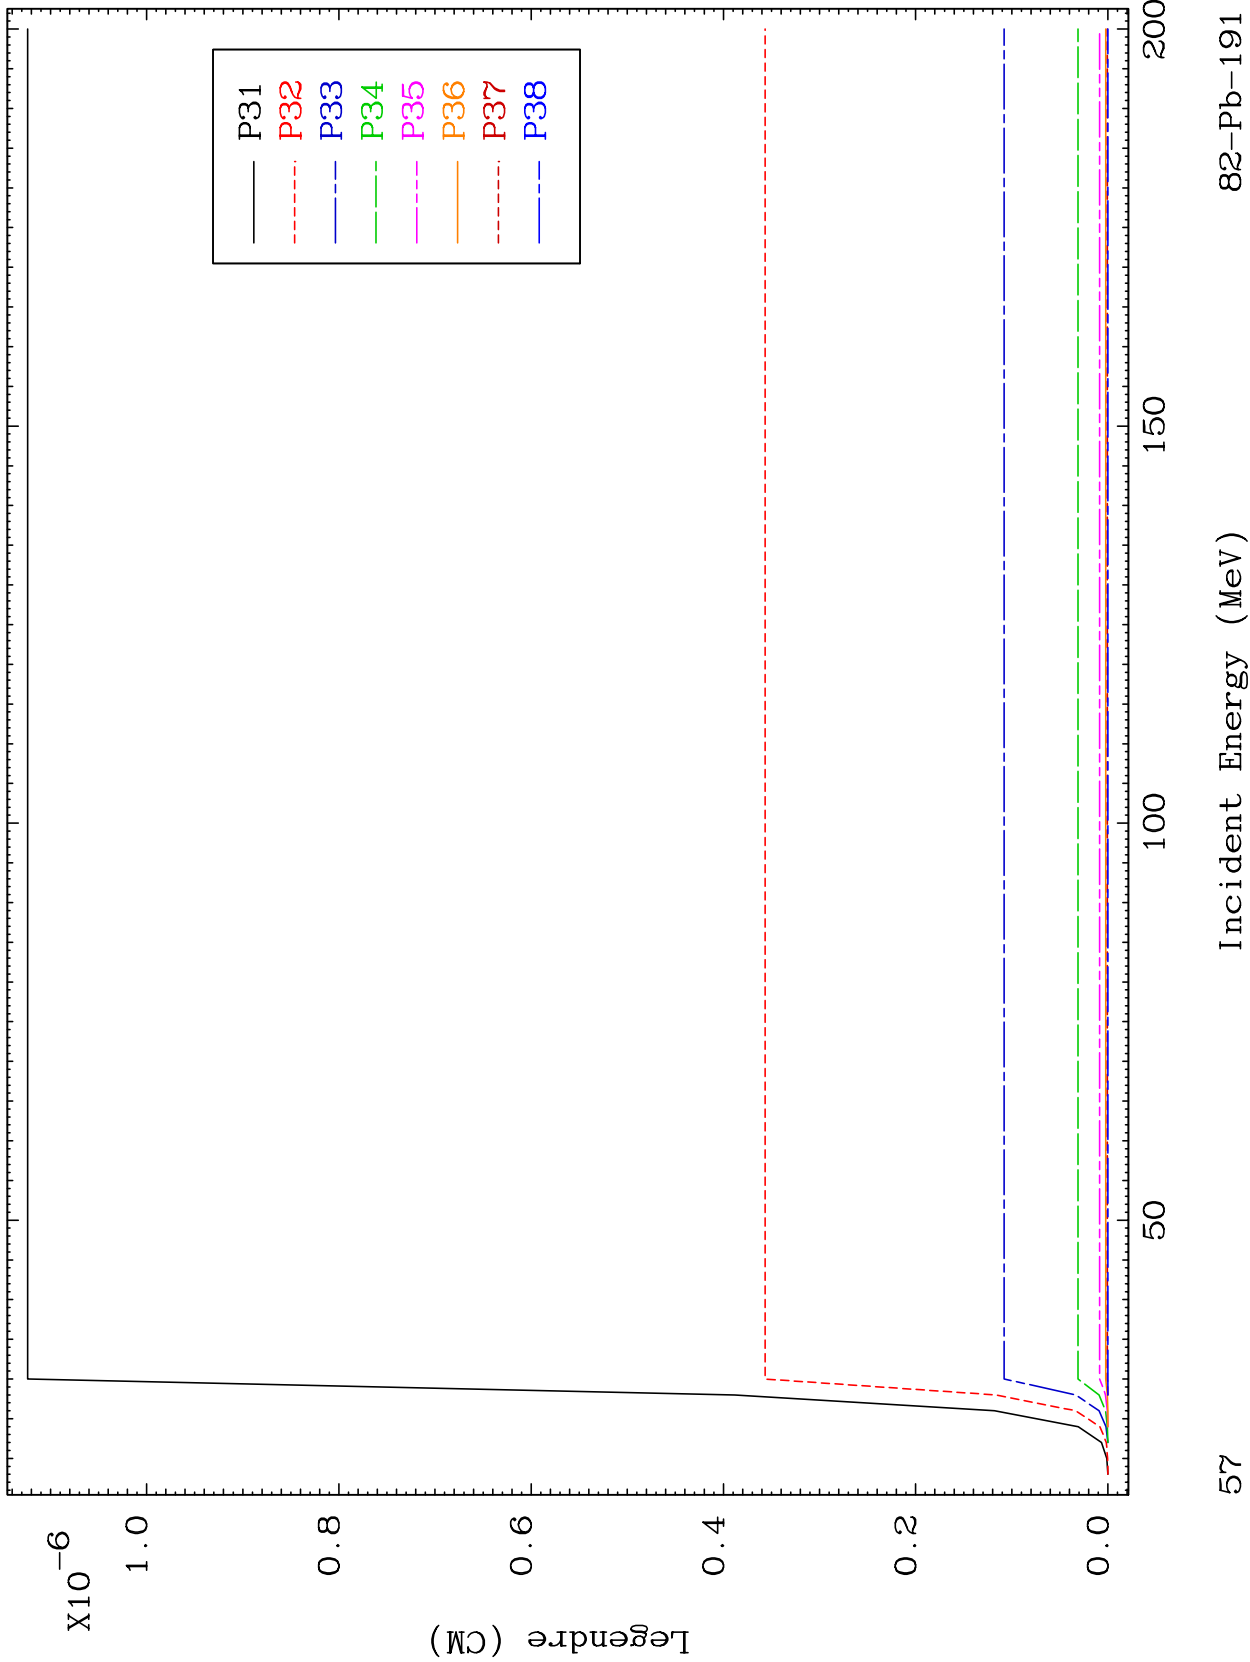 X10-6
1.0
0.8
0.6
0.4
0.2
0.0
Legendre (CM)
P31
P32
P33
P34
P35
P36
P37
P38
50
100
150
200
57
Incident Energy (MeV)
82-Pb-191